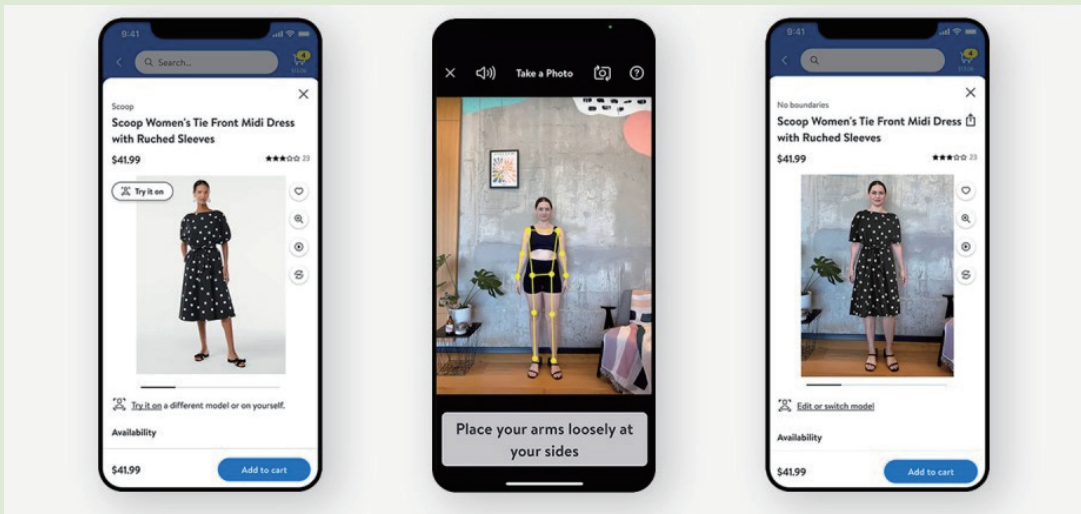 9:41
Search...
4
Scoop
Scoop Women's Tie Front Midi Dress
with Ruched Sleeves
$41.99
23
Try it on
Try it on a different model or on yourself.
Availability
$41.99
Add to cart
Take a Photo
?
Place your arms loosely at
your sides
9:41
4
No boundaries
Scoop Women's Tie Front Midi Dress
with Ruched Sleeves
$41.99
23
Edit or switch model
Availability
$41.99
Add to cart